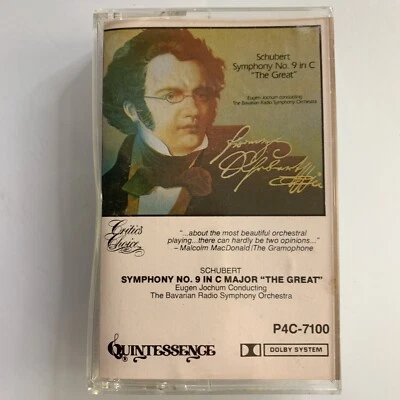 Schubert
Symphony No. 9 in C
"The Great"
Eugen Jochum conducting
The Bavarian Radio Symphony Orchestra
Critics
Choice
"...about the most beautiful orchestral
playing...there can hardly be two opinions..."
– Malcolm MacDonald/The Gramophone
SCHUBERT
SYMPHONY NO. 9 IN C MAJOR "THE GREAT"
Eugen Jochum Conducting
The Bavarian Radio Symphony Orchestra
P4C-7100
QUINTESSENCE
DOLBY SYSTEM